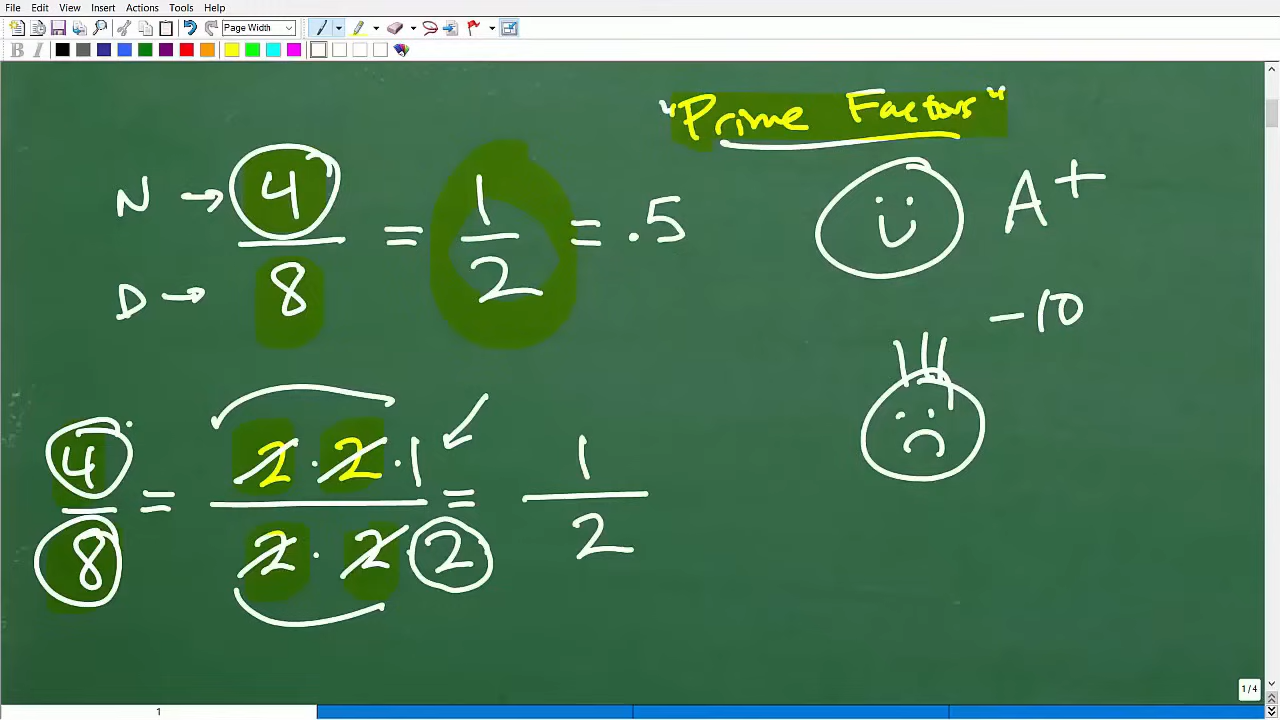 File Edit View Insert Actions Tools Help
Page Width
B I
"Prime Factors"
N → 4/8 = 1/2 = .5
D →
A+
-10
4/8 = 2·2·1/2·2·2 = 1/2
1/4
1